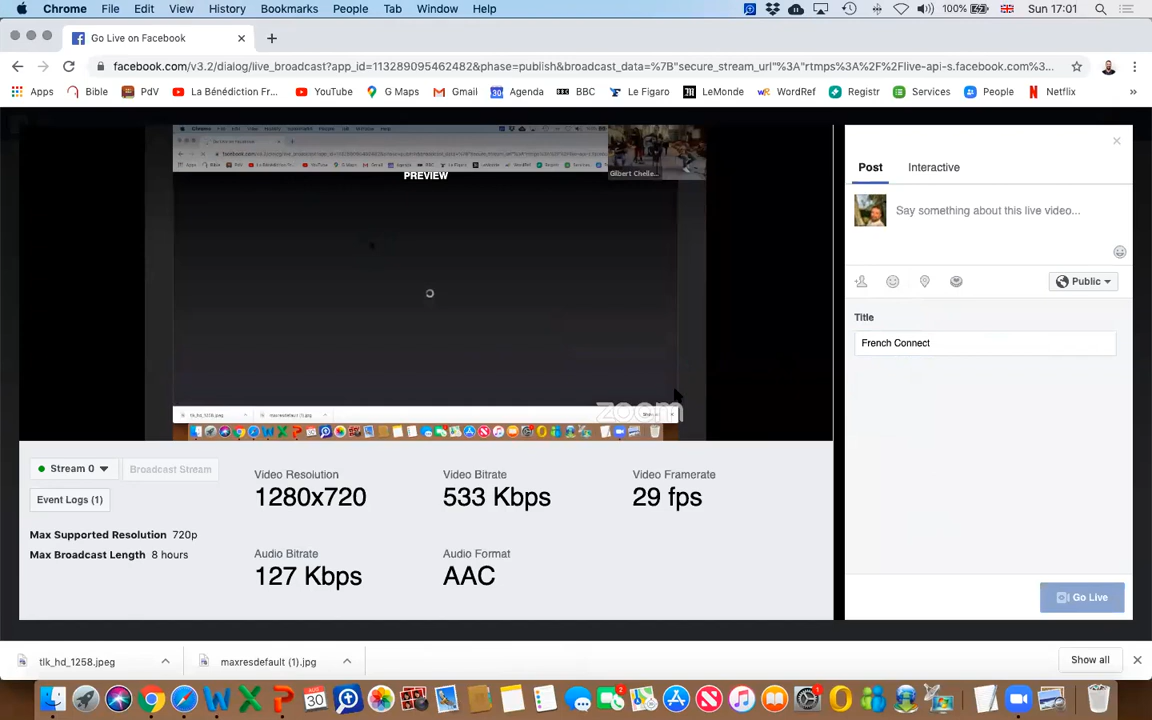 Chrome File Edit View History Bookmarks People Tab Window Help 100% Sun 17:01
Go Live on Facebook
facebook.com/v3.2/dialog/live_broadcast?app_id=113289095462482&phase=publish&broadcast_data=%7B"secure_stream_url"%3A"rtmps%3A%2F%2Flive-api-s.facebook.com%3...
Apps Bible PdV La Bénédiction Fr... YouTube G Maps Gmail Agenda BBC Le Figaro LeMonde WordRef Registr Services People Netflix »
PREVIEW
zoom
Post Interactive
Say something about this live video...
Public
Title
French Connect
Go Live
Stream 0 Broadcast Stream
Event Logs (1)
Max Supported Resolution 720p
Max Broadcast Length 8 hours
Video Resolution
1280x720
Video Bitrate
533 Kbps
Video Framerate
29 fps
Audio Bitrate
127 Kbps
Audio Format
AAC
tlk_hd_1258.jpeg maxresdefault (1).jpg Show all